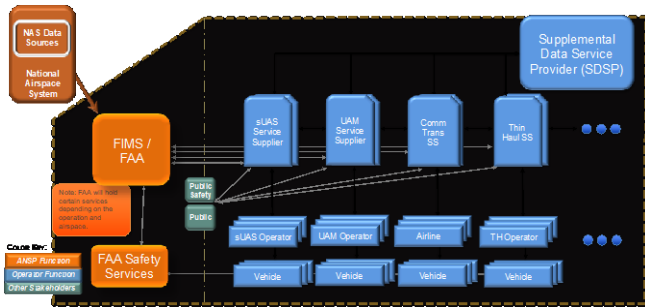 NAS Data
Sources
National
Airspace
System
Supplemental
Data Service
Provider (SDSP)
FIMS /
FAA
sUAS
Service
Supplier
UAM
Service
Supplier
Comm
Trans
SS
Thin
Haul SS
Public
Safety
Public
Note: FAA will host
certain services
depending on the
operation and
airspace.
sUAS Operator
UAM Operator
Airline
TH Operator
FAA Safety
Services
Vehicle
Vehicle
Vehicle
Vehicle
Color Key:
ANSP Function
Operator Function
Other Stakeholders